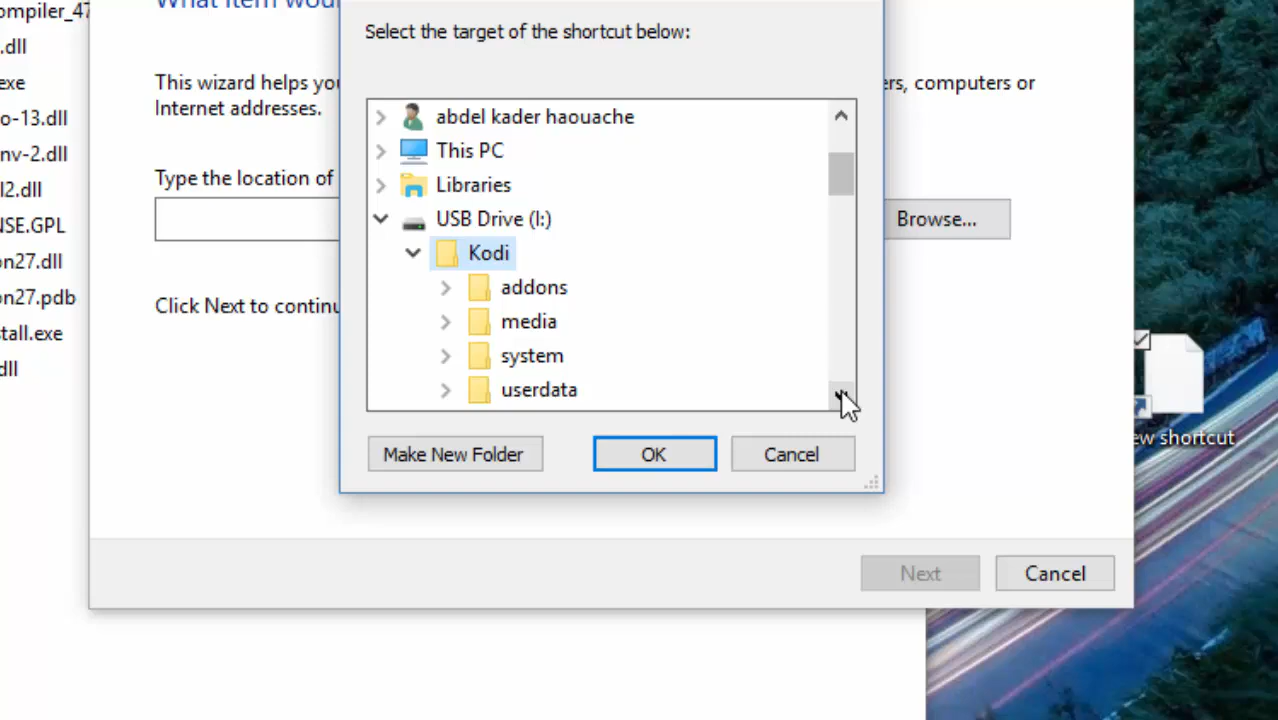 ompiler_47
.dll
exe
o-13.dll
nv-2.dll
l2.dll
NSE.GPL
on27.dll
on27.pdb
stall.exe
dll
What item wou
This wizard helps you
ers, computers or
Internet addresses.
Type the location of
Browse...
Click Next to continu
Next
Cancel
Select the target of the shortcut below:
abdel kader haouache
This PC
Libraries
USB Drive (I:)
Kodi
addons
media
system
userdata
Make New Folder
OK
Cancel
ew shortcut